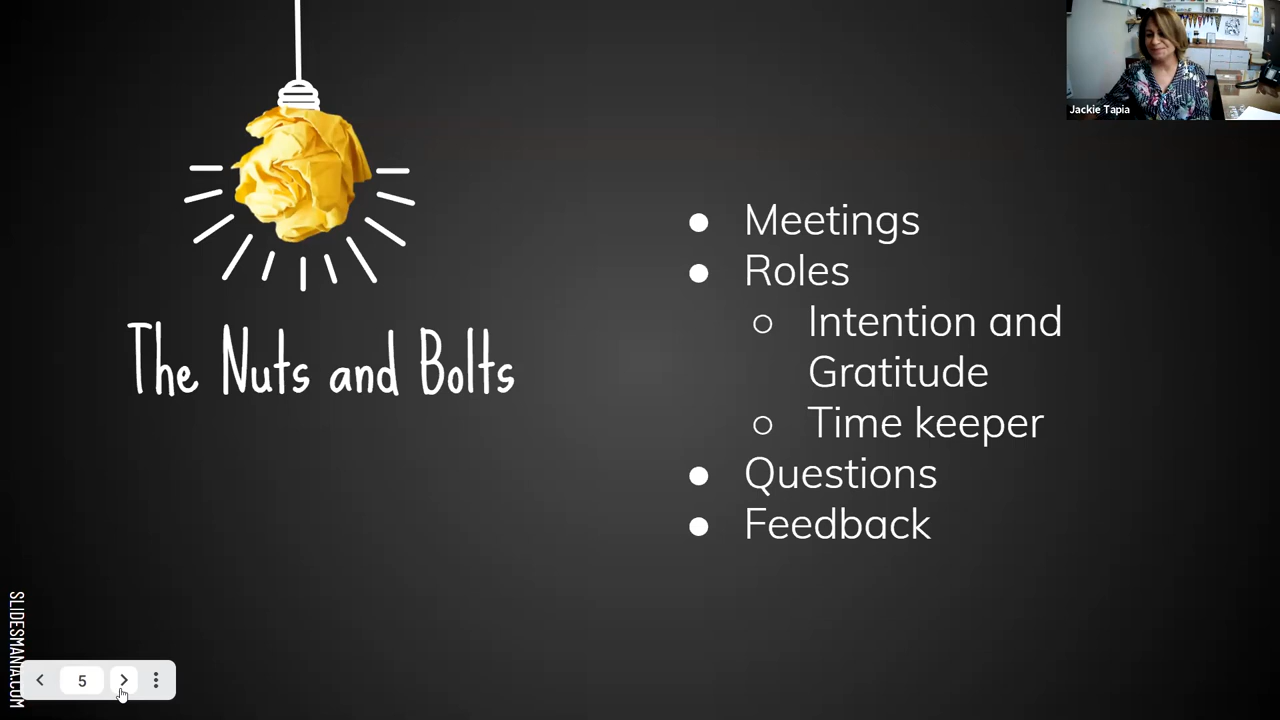 Jackie Tapia
The Nuts and Bolts
● Meetings
● Roles
○ Intention and
Gratitude
○ Time keeper
● Questions
● Feedback
SLIDESMANIA.COM
5